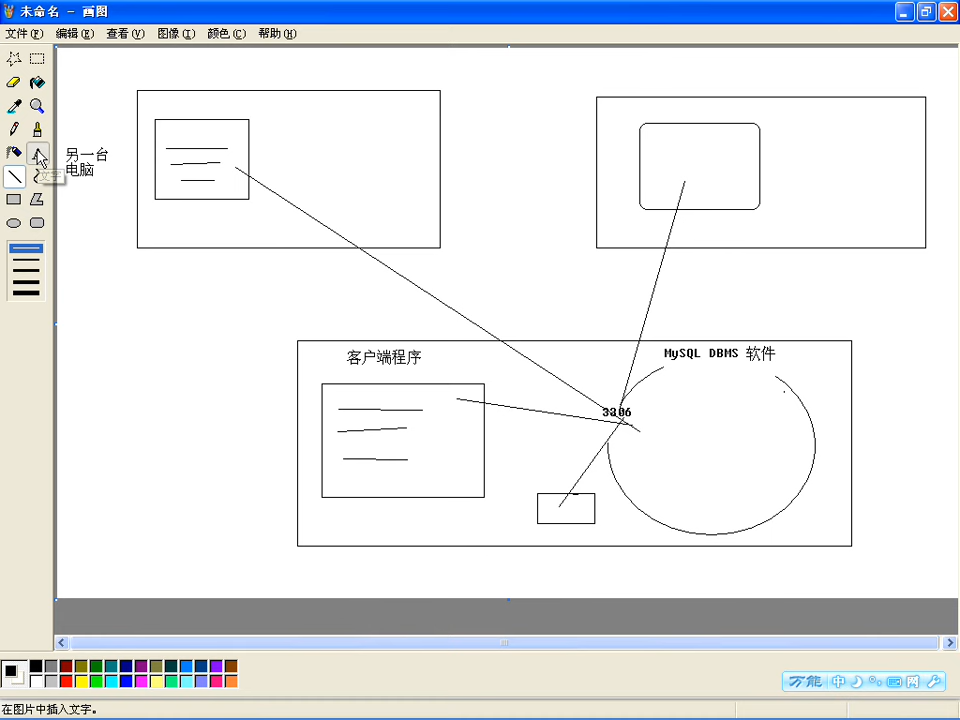 未命名 - 画图
文件(F) 编辑(E) 查看(V) 图像(I) 颜色(C) 帮助(H)
另一台
电脑
文字
客户端程序
MySQL DBMS 软件
3306
万能 中
在图片中插入文字。